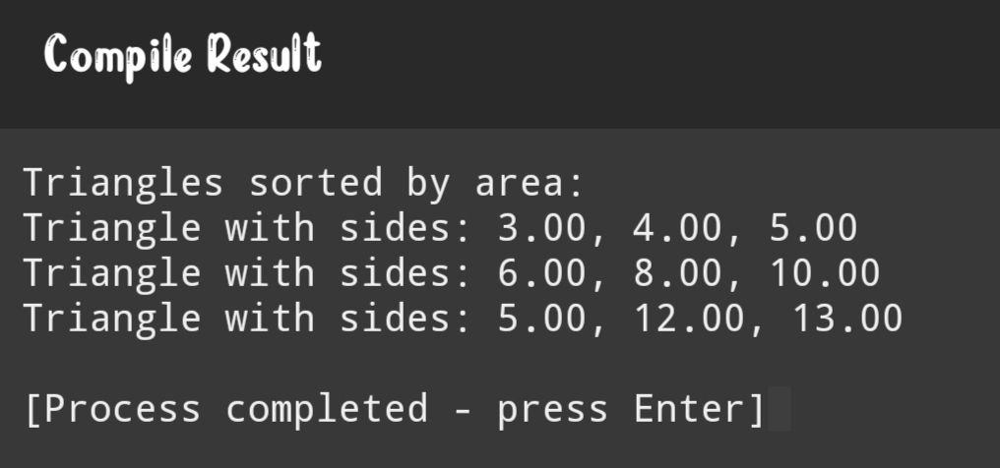 Compile Result
Triangles sorted by area:
Triangle with sides: 3.00, 4.00, 5.00
Triangle with sides: 6.00, 8.00, 10.00
Triangle with sides: 5.00, 12.00, 13.00
[Process completed - press Enter]